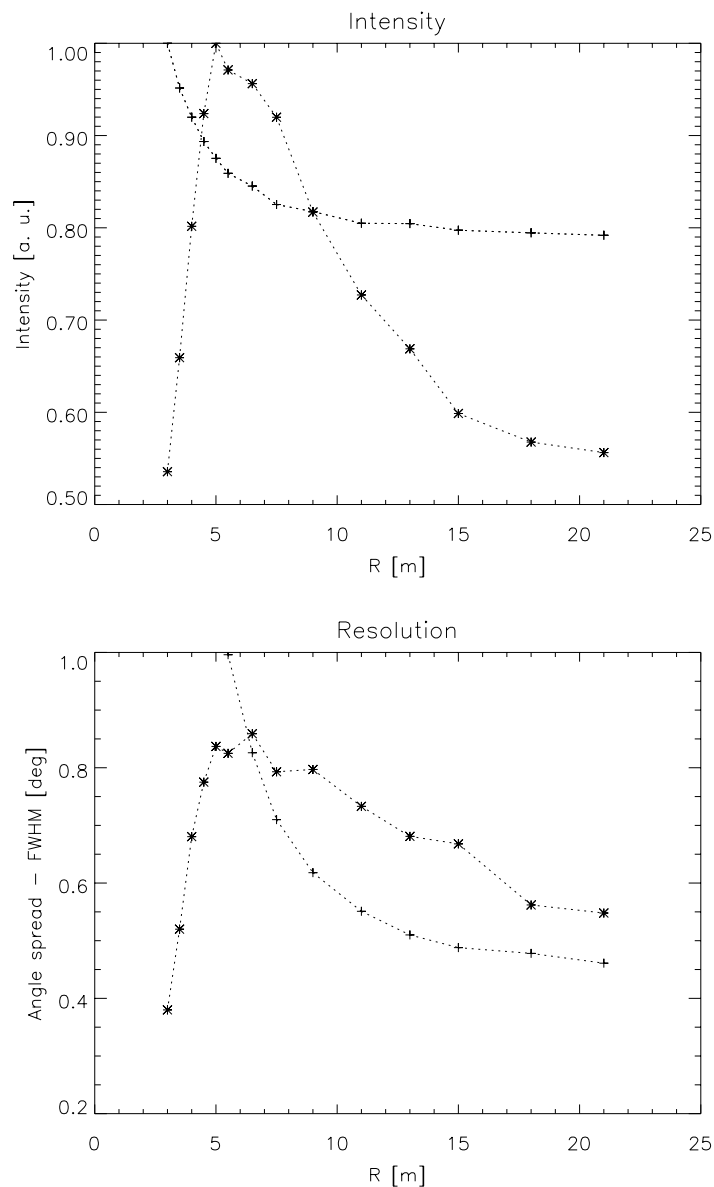 Intensity
1.00
0.90
0.80
0.70
0.60
0.50
Intensity [a. u.]
0 5 10 15 20 25
R [m]
Resolution
1.0
0.8
0.6
0.4
0.2
Angle spread – FWHM [deg]
0 5 10 15 20 25
R [m]